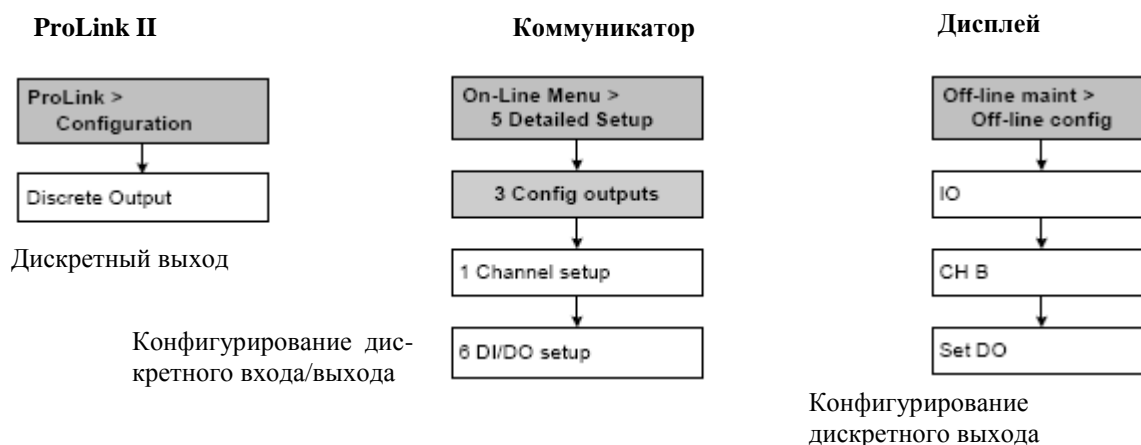 ProLink II
ProLink >
Configuration
Discrete Output
Дискретный выход
Коммуникатор
On-Line Menu >
5 Detailed Setup
3 Config outputs
1 Channel setup
6 DI/DO setup
Конфигурирование дис-
кретного входа/выхода
Дисплей
Off-line maint >
Off-line config
IO
CH B
Set DO
Конфигурирование
дискретного выхода